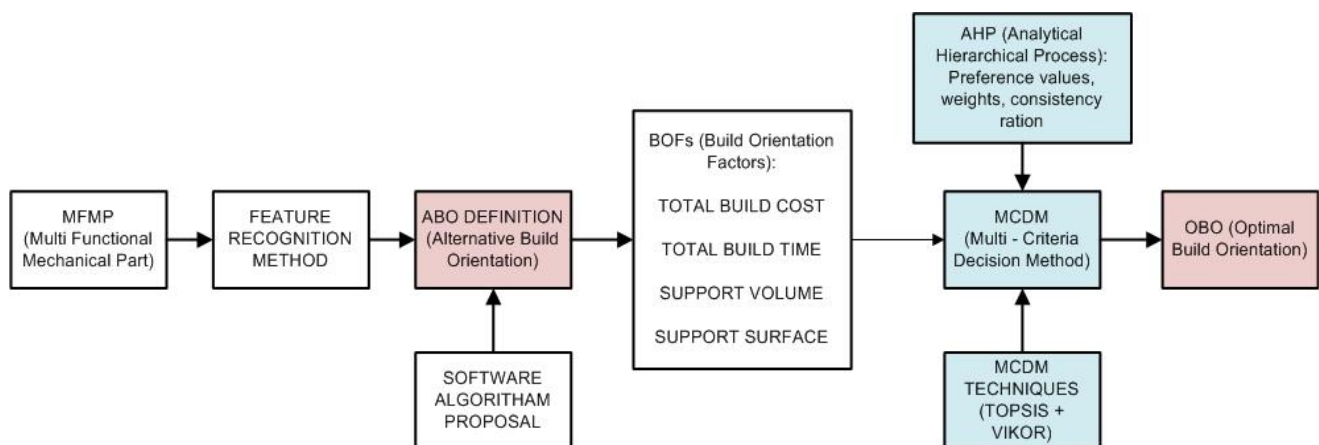 MFMP
(Multi Functional
Mechanical Part)
FEATURE
RECOGNITION
METHOD
ABO DEFINITION
(Alternative Build
Orientation)
SOFTWARE
ALGORITHAM
PROPOSAL
BOFs (Build Orientation
Factors):
TOTAL BUILD COST
TOTAL BUILD TIME
SUPPORT VOLUME
SUPPORT SURFACE
AHP (Analytical
Hierarchical Process):
Preference values,
weights, consistency
ration
MCDM
(Multi - Criteria
Decision Method)
MCDM
TECHNIQUES
(TOPSIS +
VIKOR)
OBO (Optimal
Build Orientation)